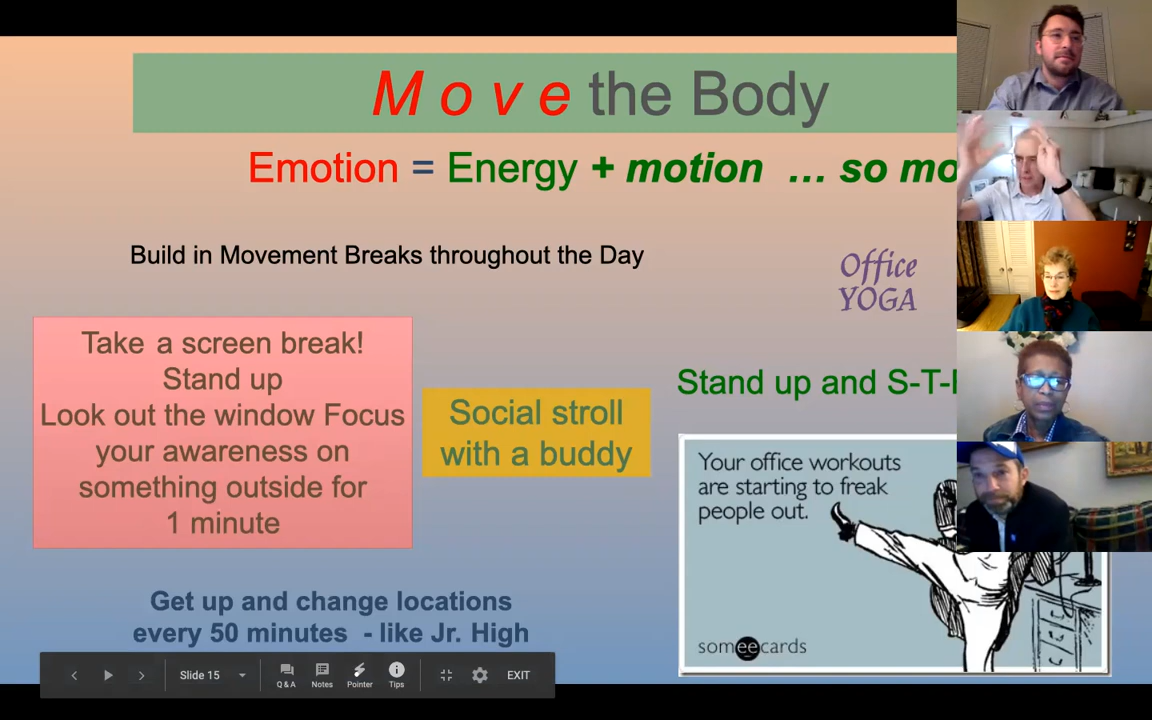 M o v e the Body
Emotion = Energy + motion ... so mo
Build in Movement Breaks throughout the Day
Office
YOGA
Take a screen break!
Stand up
Look out the window Focus
your awareness on
something outside for
1 minute
Social stroll
with a buddy
Stand up and S-T-
Your office workouts
are starting to freak
people out.
someecards
Get up and change locations
every 50 minutes - like Jr. High
Slide 15
Q & A
Notes
Pointer
Tips
EXIT